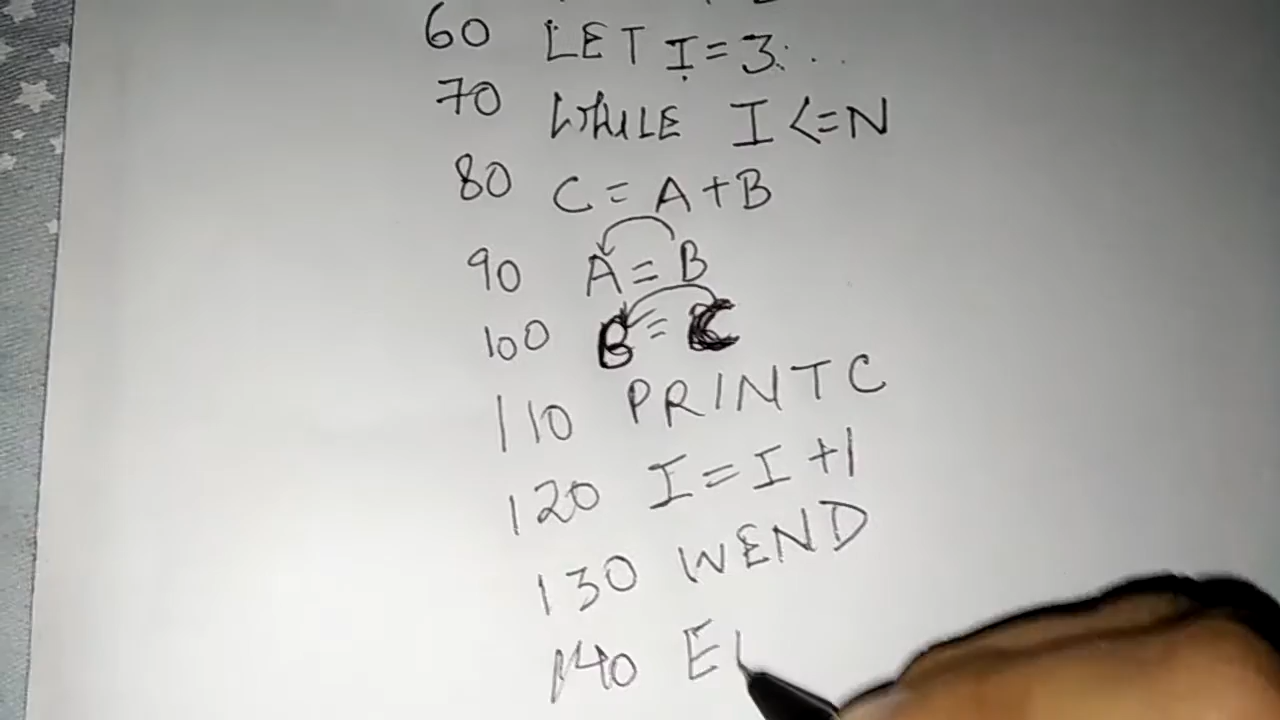 60 LET I=3
70 WHILE I <=N
80 C= A+B
90 A=B
100 B=C
110 PRINTC
120 I=I+1
130 WEND
140 E